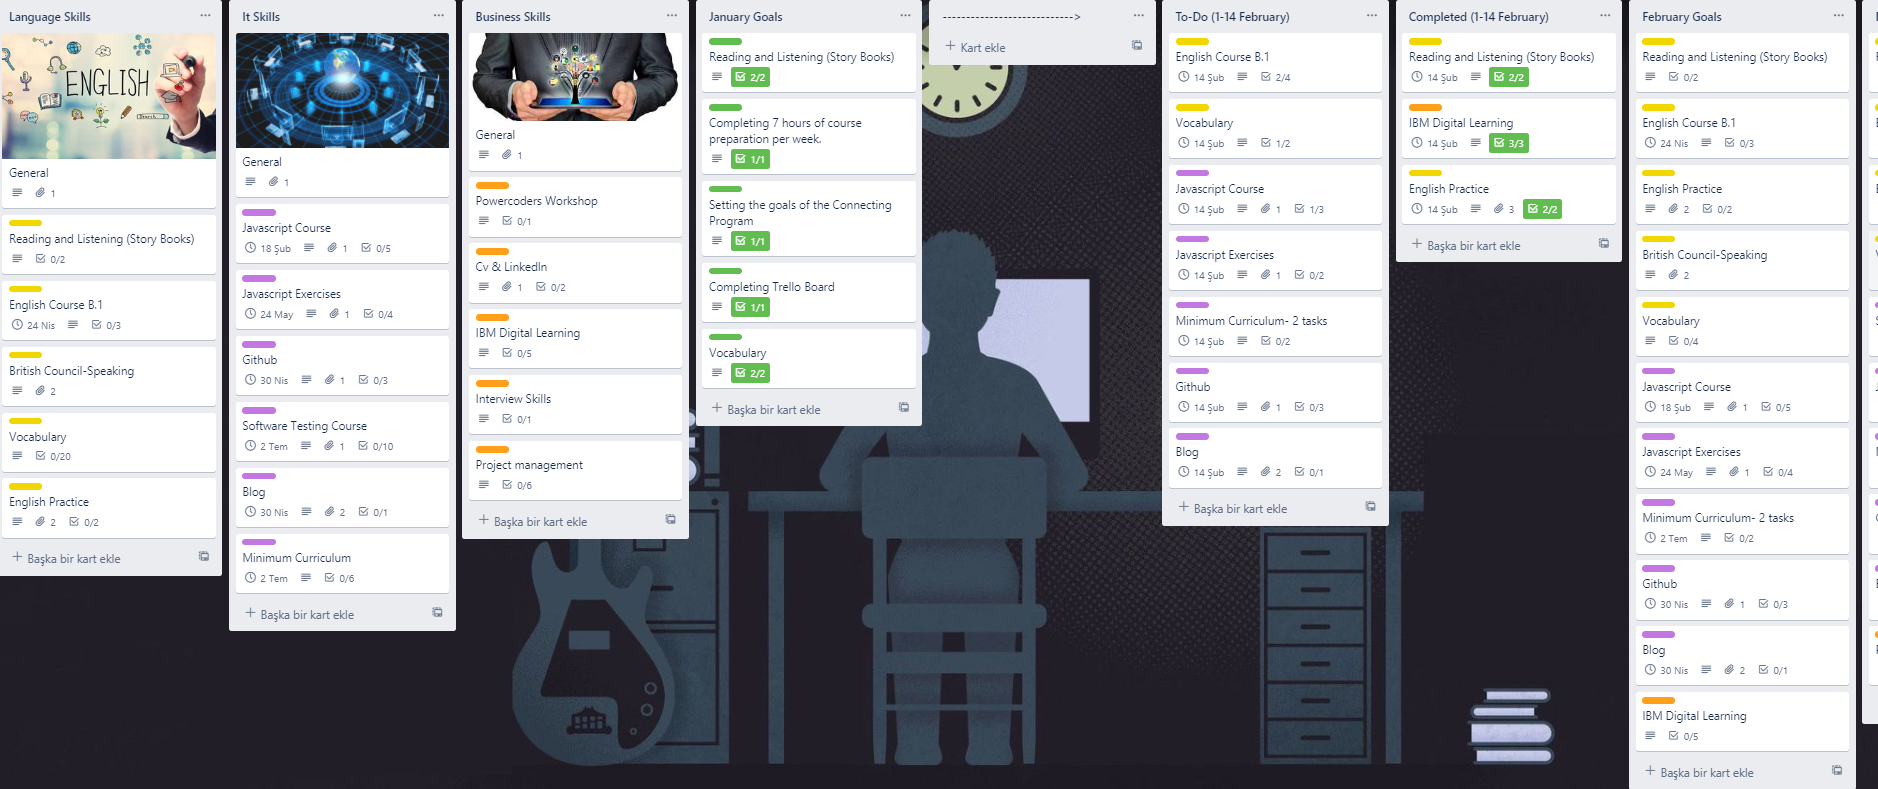 Language Skills
ENGLISH
General
1
Reading and Listening (Story Books)
0/2
English Course B.1
24 Nis 0/3
British Council-Speaking
2
Vocabulary
0/20
English Practice
2 0/2
+ Başka bir kart ekle
It Skills
General
1
Javascript Course
18 Şub 1 0/5
Javascript Exercises
24 May 1 0/4
Github
30 Nis 1 0/3
Software Testing Course
2 Tem 1 0/10
Blog
30 Nis 2 0/1
Minimum Curriculum
2 Tem 0/6
+ Başka bir kart ekle
Business Skills
General
1
Powercoders Workshop
0/1
Cv & LinkedIn
1 0/2
IBM Digital Learning
0/5
Interview Skills
0/1
Project management
0/6
+ Başka bir kart ekle
January Goals
Reading and Listening (Story Books)
2/2
Completing 7 hours of course
preparation per week.
1/1
Setting the goals of the Connecting
Program
1/1
Completing Trello Board
1/1
Vocabulary
2/2
+ Başka bir kart ekle
---------------------------->
+ Kart ekle
To-Do (1-14 February)
English Course B.1
14 Şub 2/4
Vocabulary
14 Şub 1/2
Javascript Course
14 Şub 1 1/3
Javascript Exercises
14 Şub 1 0/2
Minimum Curriculum- 2 tasks
14 Şub 0/2
Github
14 Şub 1 0/3
Blog
14 Şub 2 0/1
+ Başka bir kart ekle
Completed (1-14 February)
Reading and Listening (Story Books)
14 Şub 2/2
IBM Digital Learning
14 Şub 3/3
English Practice
14 Şub 3 2/2
+ Başka bir kart ekle
February Goals
Reading and Listening (Story Books)
0/2
English Course B.1
24 Nis 0/3
English Practice
2 0/2
British Council-Speaking
2
Vocabulary
0/4
Javascript Course
18 Şub 1 0/5
Javascript Exercises
24 May 1 0/4
Minimum Curriculum- 2 tasks
2 Tem 0/2
Github
30 Nis 1 0/3
Blog
30 Nis 2 0/1
IBM Digital Learning
0/5
+ Başka bir kart ekle